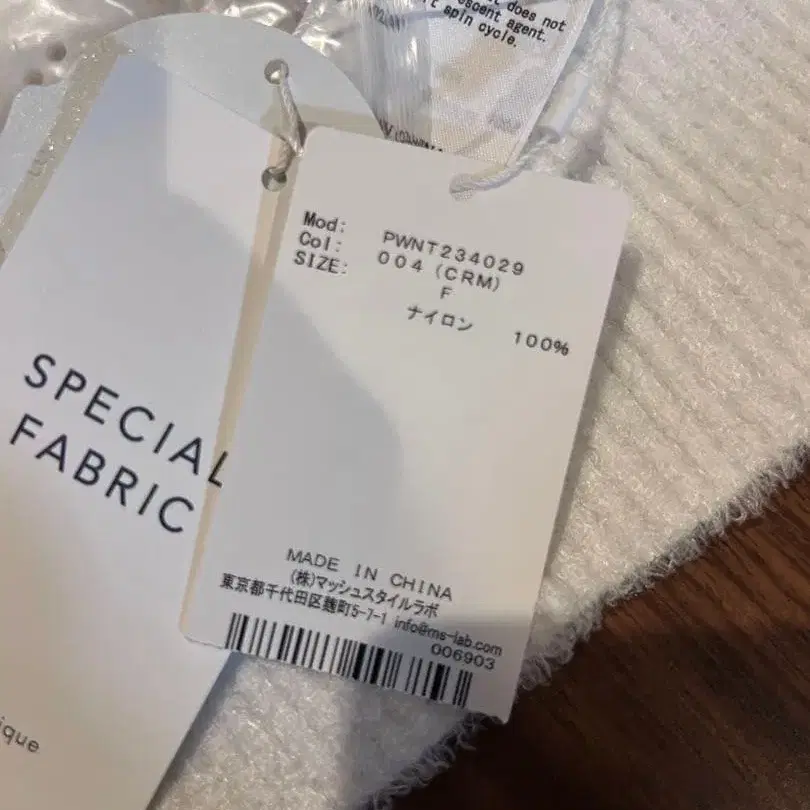 t does not
escent agent.
t spin cycle.
Mod: PWNT234029
Col: 004 (CRM)
SIZE: F
ナイロン 100%
SPECIAL
FABRIC
MADE IN CHINA
(株)マッシュスタイルラボ
東京都千代田区麹町5-7-1 info@ms-lab.com
006903
ique